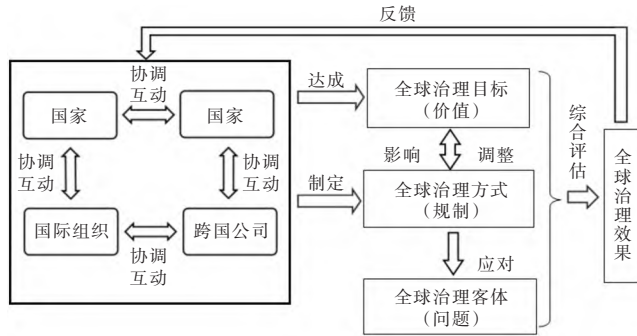 反馈
协调
互动
国家
国家
协调
互动
协调
互动
国际组织
跨国公司
协调
互动
达成
制定
全球治理目标
（价值）
影响
调整
全球治理方式
（规制）
应对
全球治理客体
（问题）
综合评估
全球治理效果